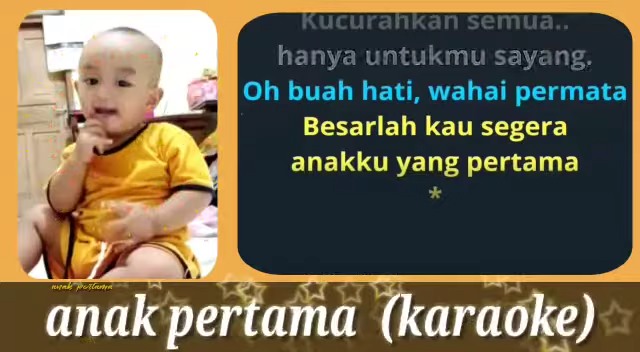 Kucurahkan semua..
hanya untukmu sayang.
Oh buah hati, wahai permata
Besarlah kau segera
anakku yang pertama
*
anak pertama
anak pertama (karaoke)